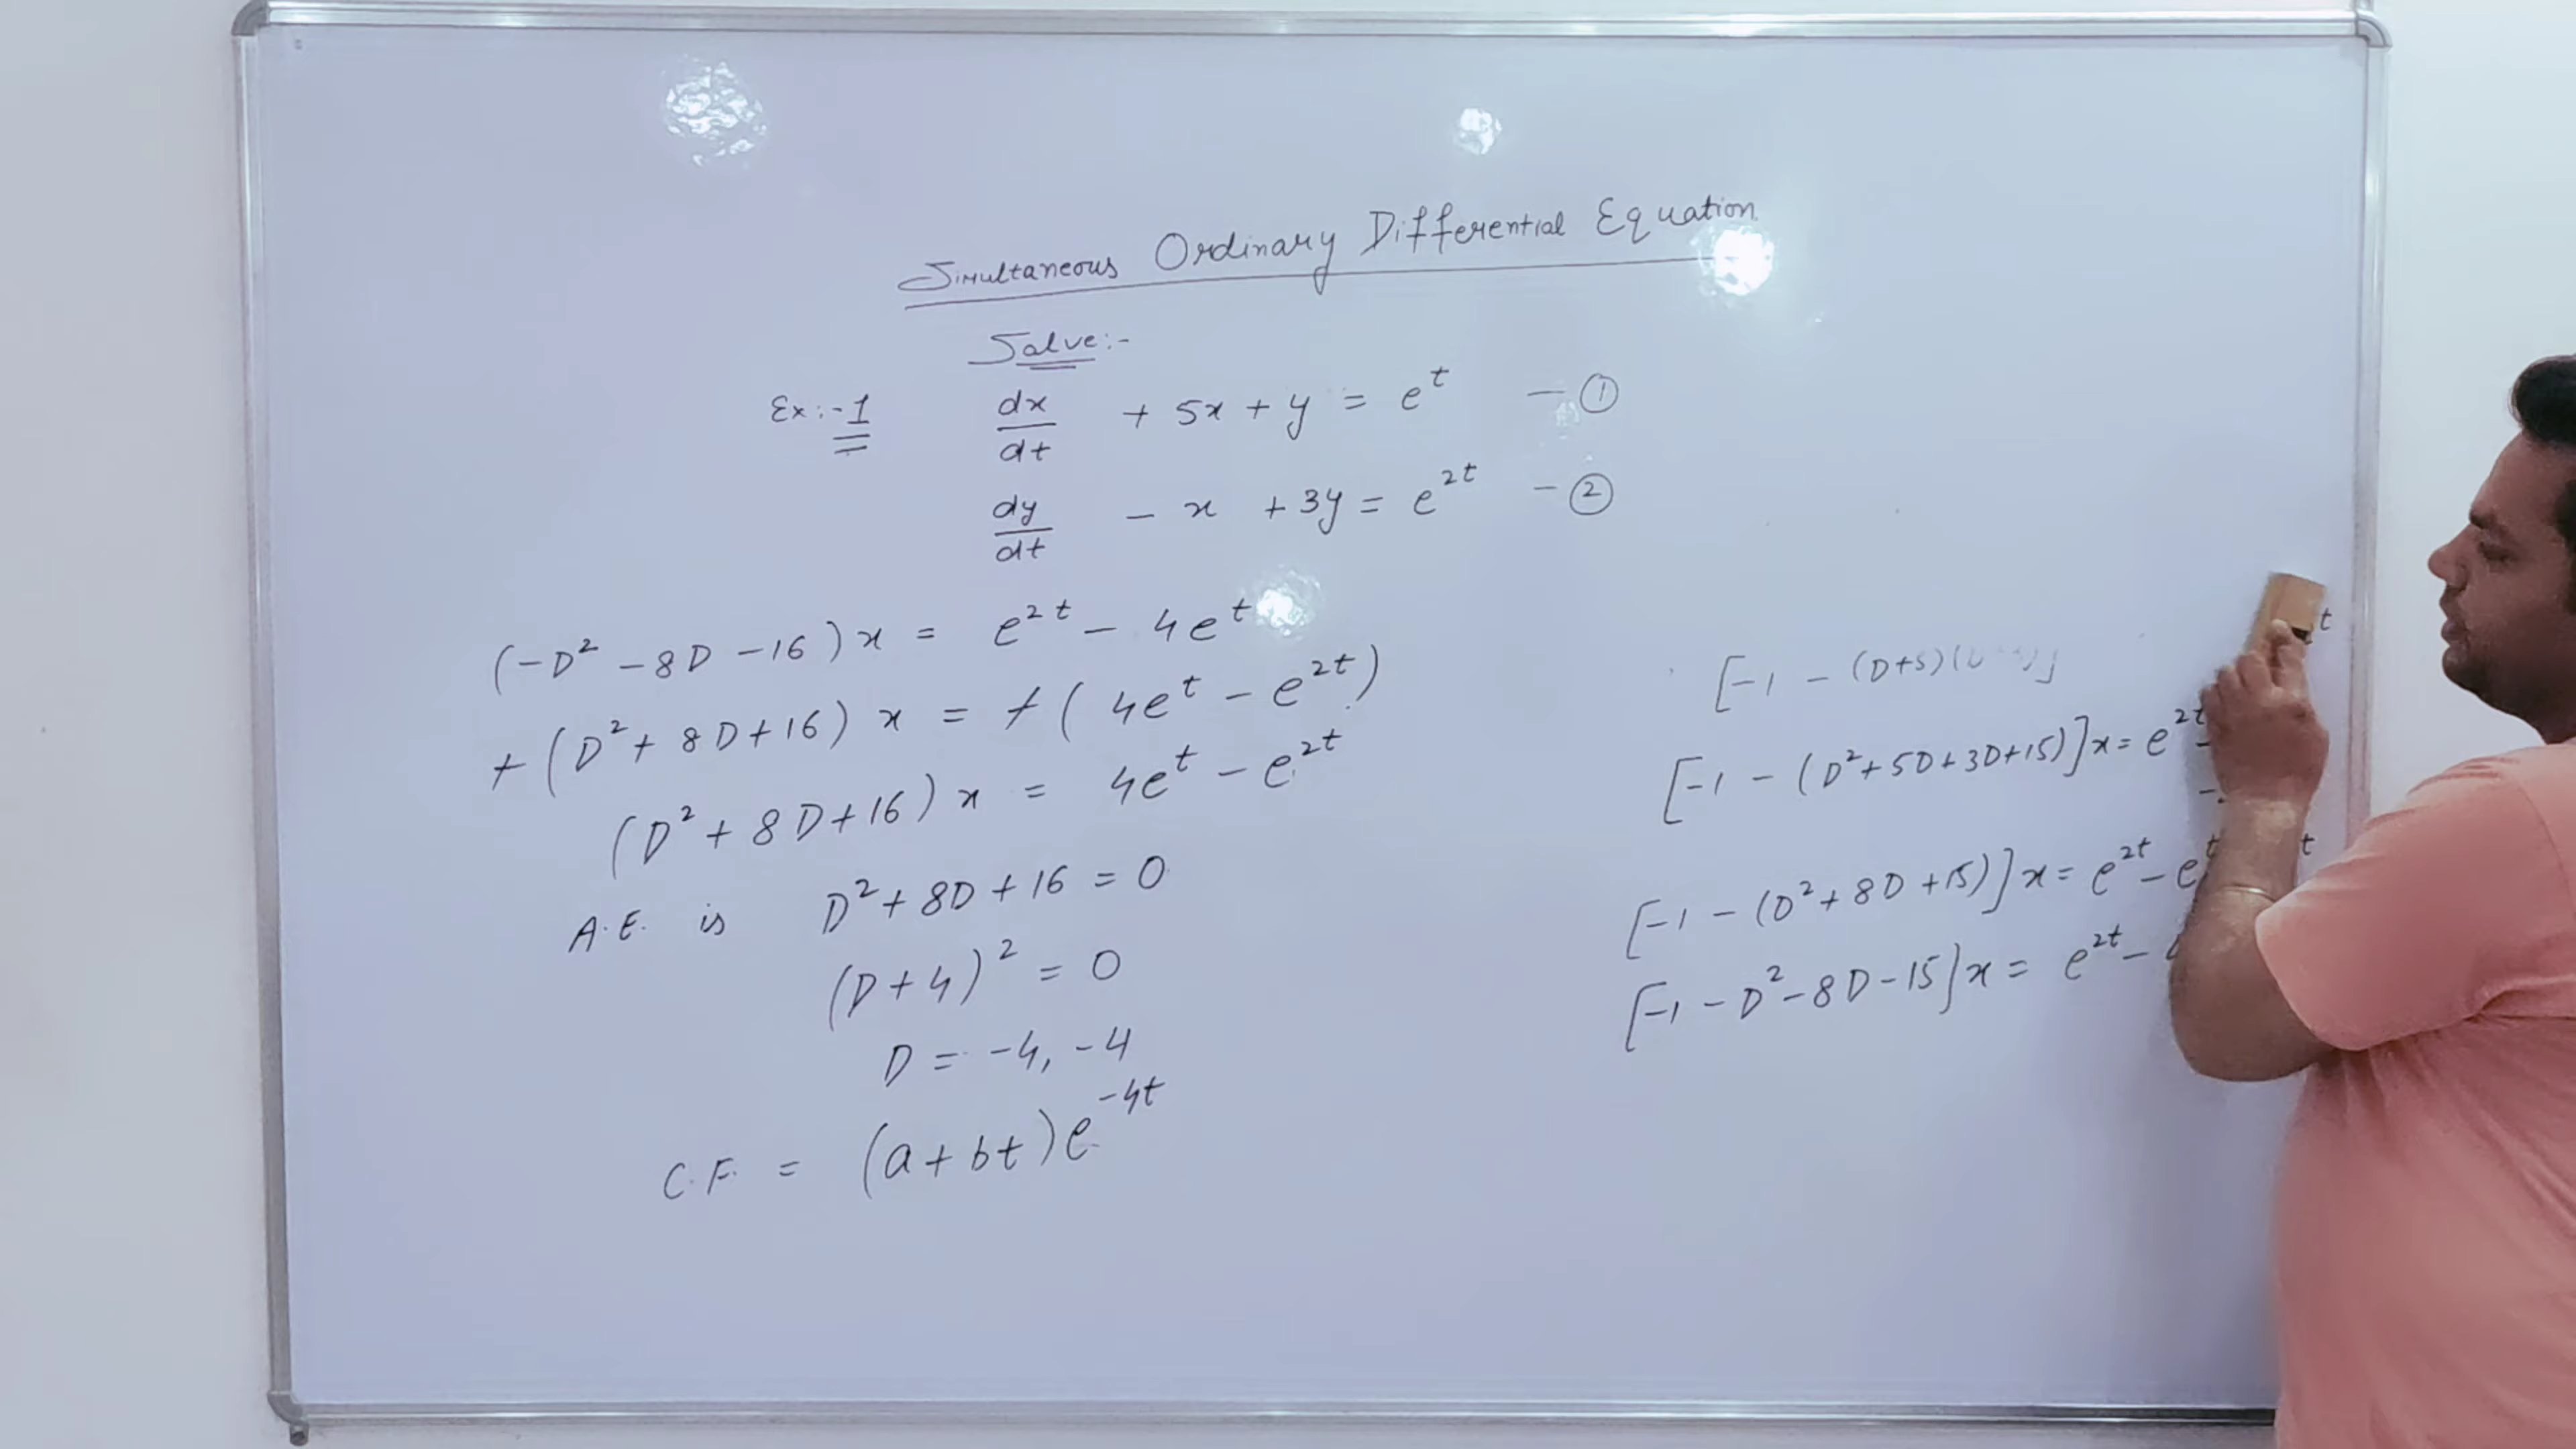 Simultaneous Ordinary Differential Equation
Solve:-
Ex:-1 dx/dt + 5x + y = e^t — ①
dy/dt - x + 3y = e^2t - ②
(-D² - 8D - 16) x = e^2t - 4e^t
+ (D² + 8D + 16) x = + (4e^t - e^2t)
(D² + 8D + 16) x = 4e^t - e^2t
A.E. is D² + 8D + 16 = 0
(D+4)² = 0
D = -4, -4
C.F. = (a + bt) e^-4t
[-1 - (D+5)( ] t
[-1 - (D² + 5D + 3D + 15)] x = e^2t -
[-1 - (D² + 8D + 15)] x = e^2t - e^t t
[-1 - D² - 8D - 15] x = e^2t -